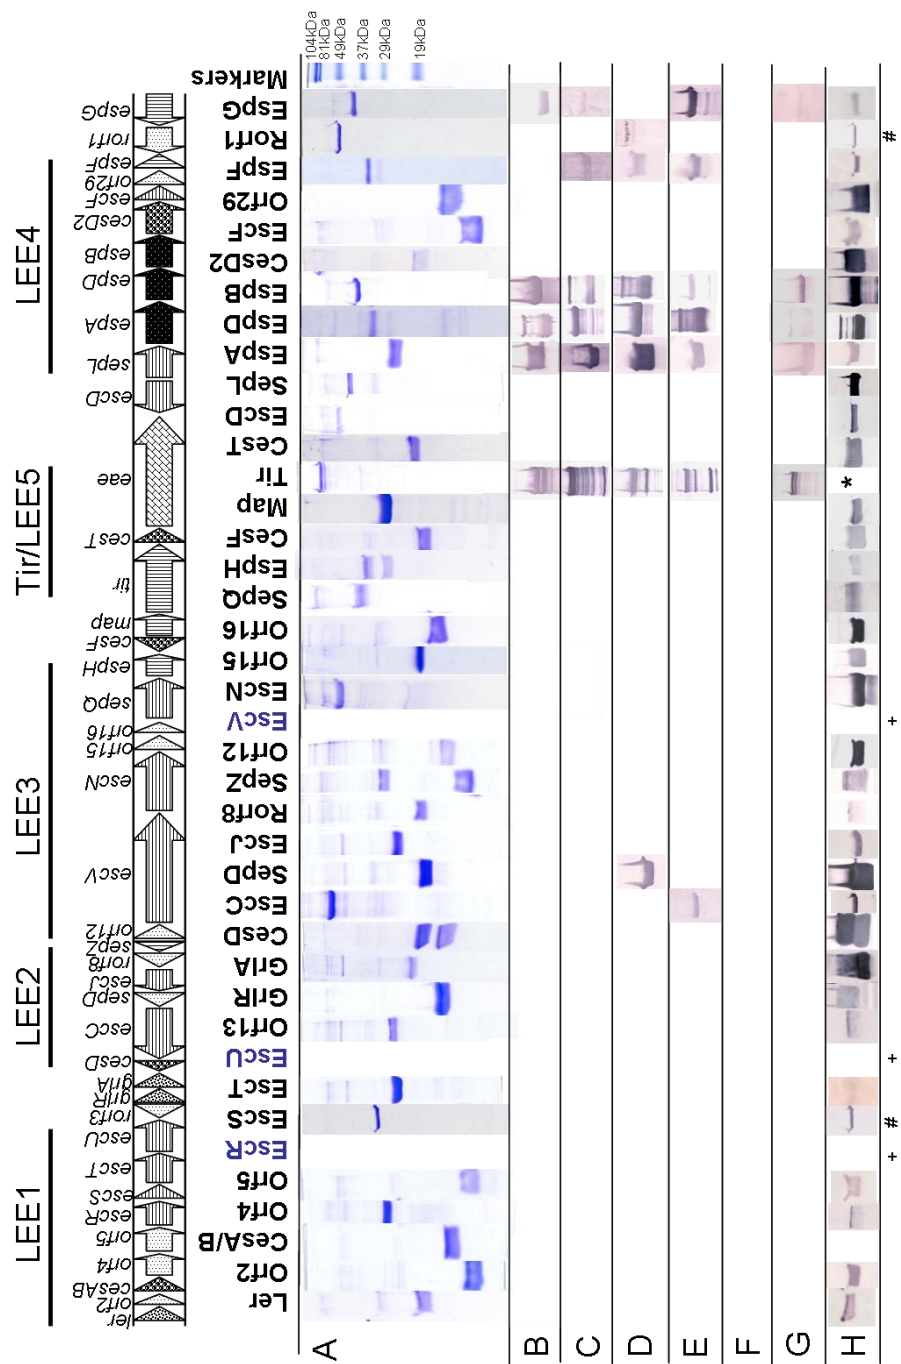 LEE1 LEE2 LEE3 Tir/LEE5 LEE4
ler orf2 cesAB orf4 orf5 escR escS escT escU rorf3 grlR grlA cesD escC sepD escJ rorf8 sepZ orf12 escV escN orf15 orf16 sepQ espH cesF map tir cesT eae escD sepL espA espD espB cesD2 escF orf29 espF rorf1 espG
Ler Orf2 CesA/B Orf4 Orf5 EscR EscS EscT EscU Orf13 GrlR GrlA CesD EscC SepD EscJ Rorf8 SepZ Orf12 EscV EscN Orf15 Orf16 SepQ EspH CesF Map Tir CesT EscD SepL EspA EspD EspB CesD2 EscF Orf29 EspF Rorf1 EspG Markers
A
104kDa
81kDa
49kDa
37kDa
29kDa
19kDa
B
C
D
E
F
G
H *
+ # + + #